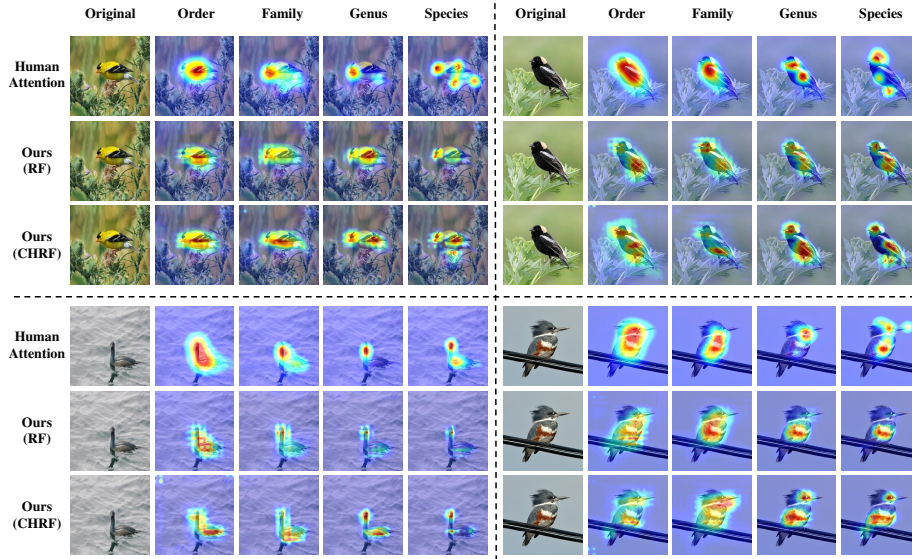 Original Order Family Genus Species Original Order Family Genus Species
Human
Attention
Ours
(RF)
Ours
(CHRF)
Human
Attention
Ours
(RF)
Ours
(CHRF)